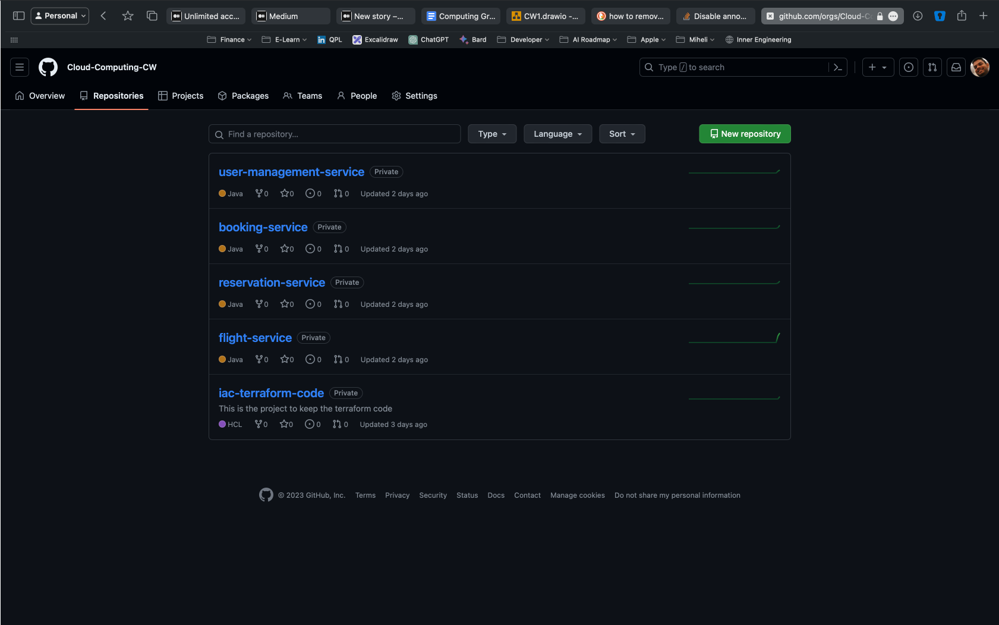 Personal
Unlimited acc...
Medium
New story –...
Computing Gr...
CW1.drawio -...
how to remov...
Disable anno...
github.com/orgs/Cloud-Co
Finance
E-Learn
QPL
Excalidraw
ChatGPT
Bard
Developer
AI Roadmap
Apple
Miheli
Inner Engineering
Cloud-Computing-CW
Type / to search
Overview
Repositories
Projects
Packages
Teams
People
Settings
Find a repository...
Type
Language
Sort
New repository
user-management-service Private
Java 0 0 0 0 Updated 2 days ago
booking-service Private
Java 0 0 0 0 Updated 2 days ago
reservation-service Private
Java 0 0 0 0 Updated 2 days ago
flight-service Private
Java 0 0 0 0 Updated 2 days ago
iac-terraform-code Private
This is the project to keep the terraform code
HCL 0 0 0 0 Updated 3 days ago
© 2023 GitHub, Inc. Terms Privacy Security Status Docs Contact Manage cookies Do not share my personal information